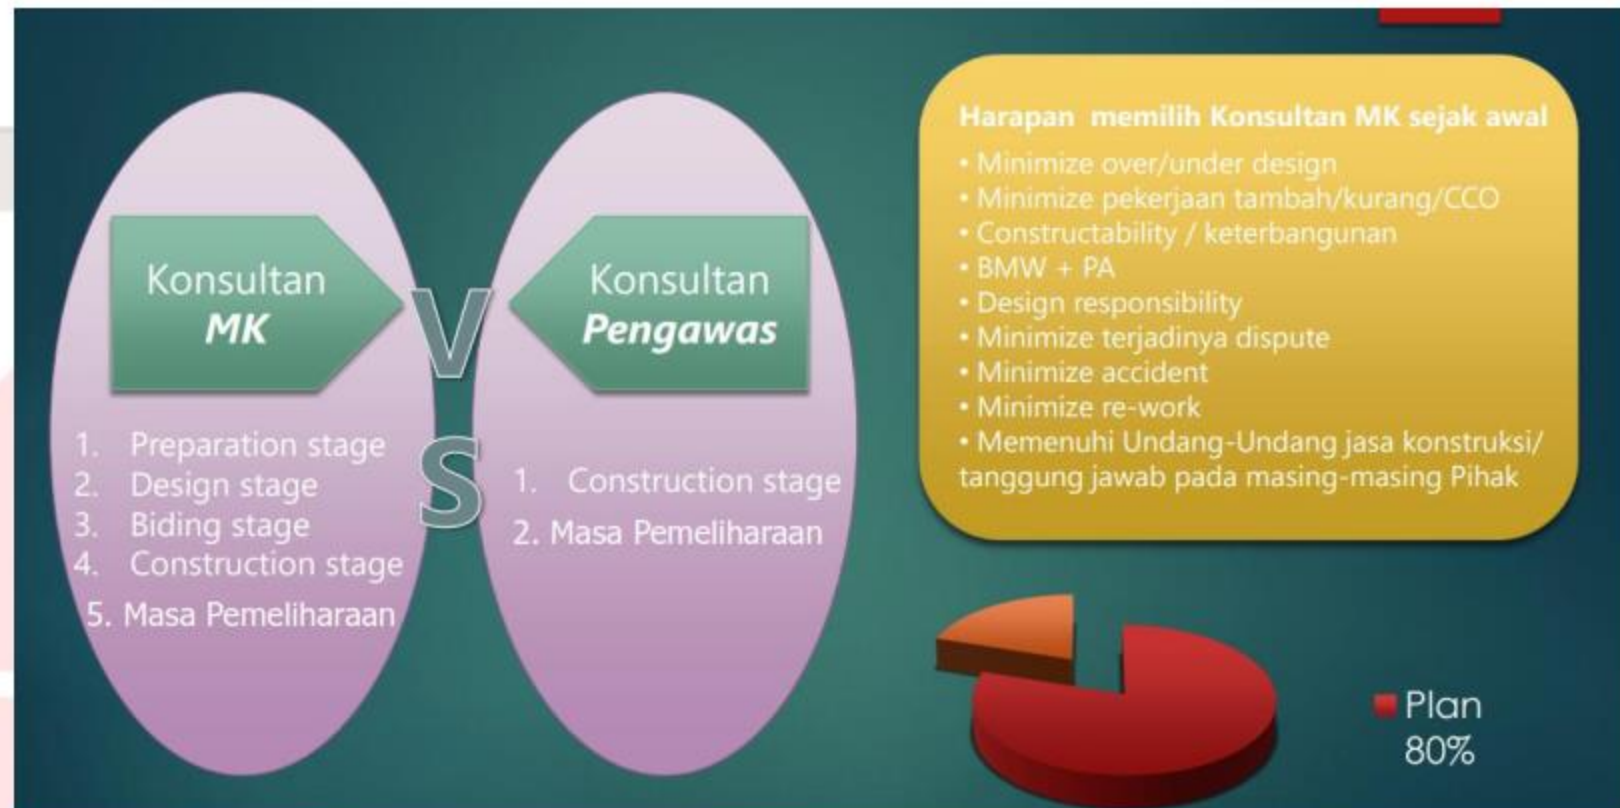 Konsultan
MK
1. Preparation stage
2. Design stage
3. Biding stage
4. Construction stage
5. Masa Pemeliharaan
V
S
Konsultan
Pengawas
1. Construction stage
2. Masa Pemeliharaan
Harapan memilih Konsultan MK sejak awal
• Minimize over/under design
• Minimize pekerjaan tambah/kurang/CCO
• Constructability / keterbangunan
• BMW + PA
• Design responsibility
• Minimize terjadinya dispute
• Minimize accident
• Minimize re-work
• Memenuhi Undang-Undang jasa konstruksi/
tanggung jawab pada masing-masing Pihak
Plan
80%